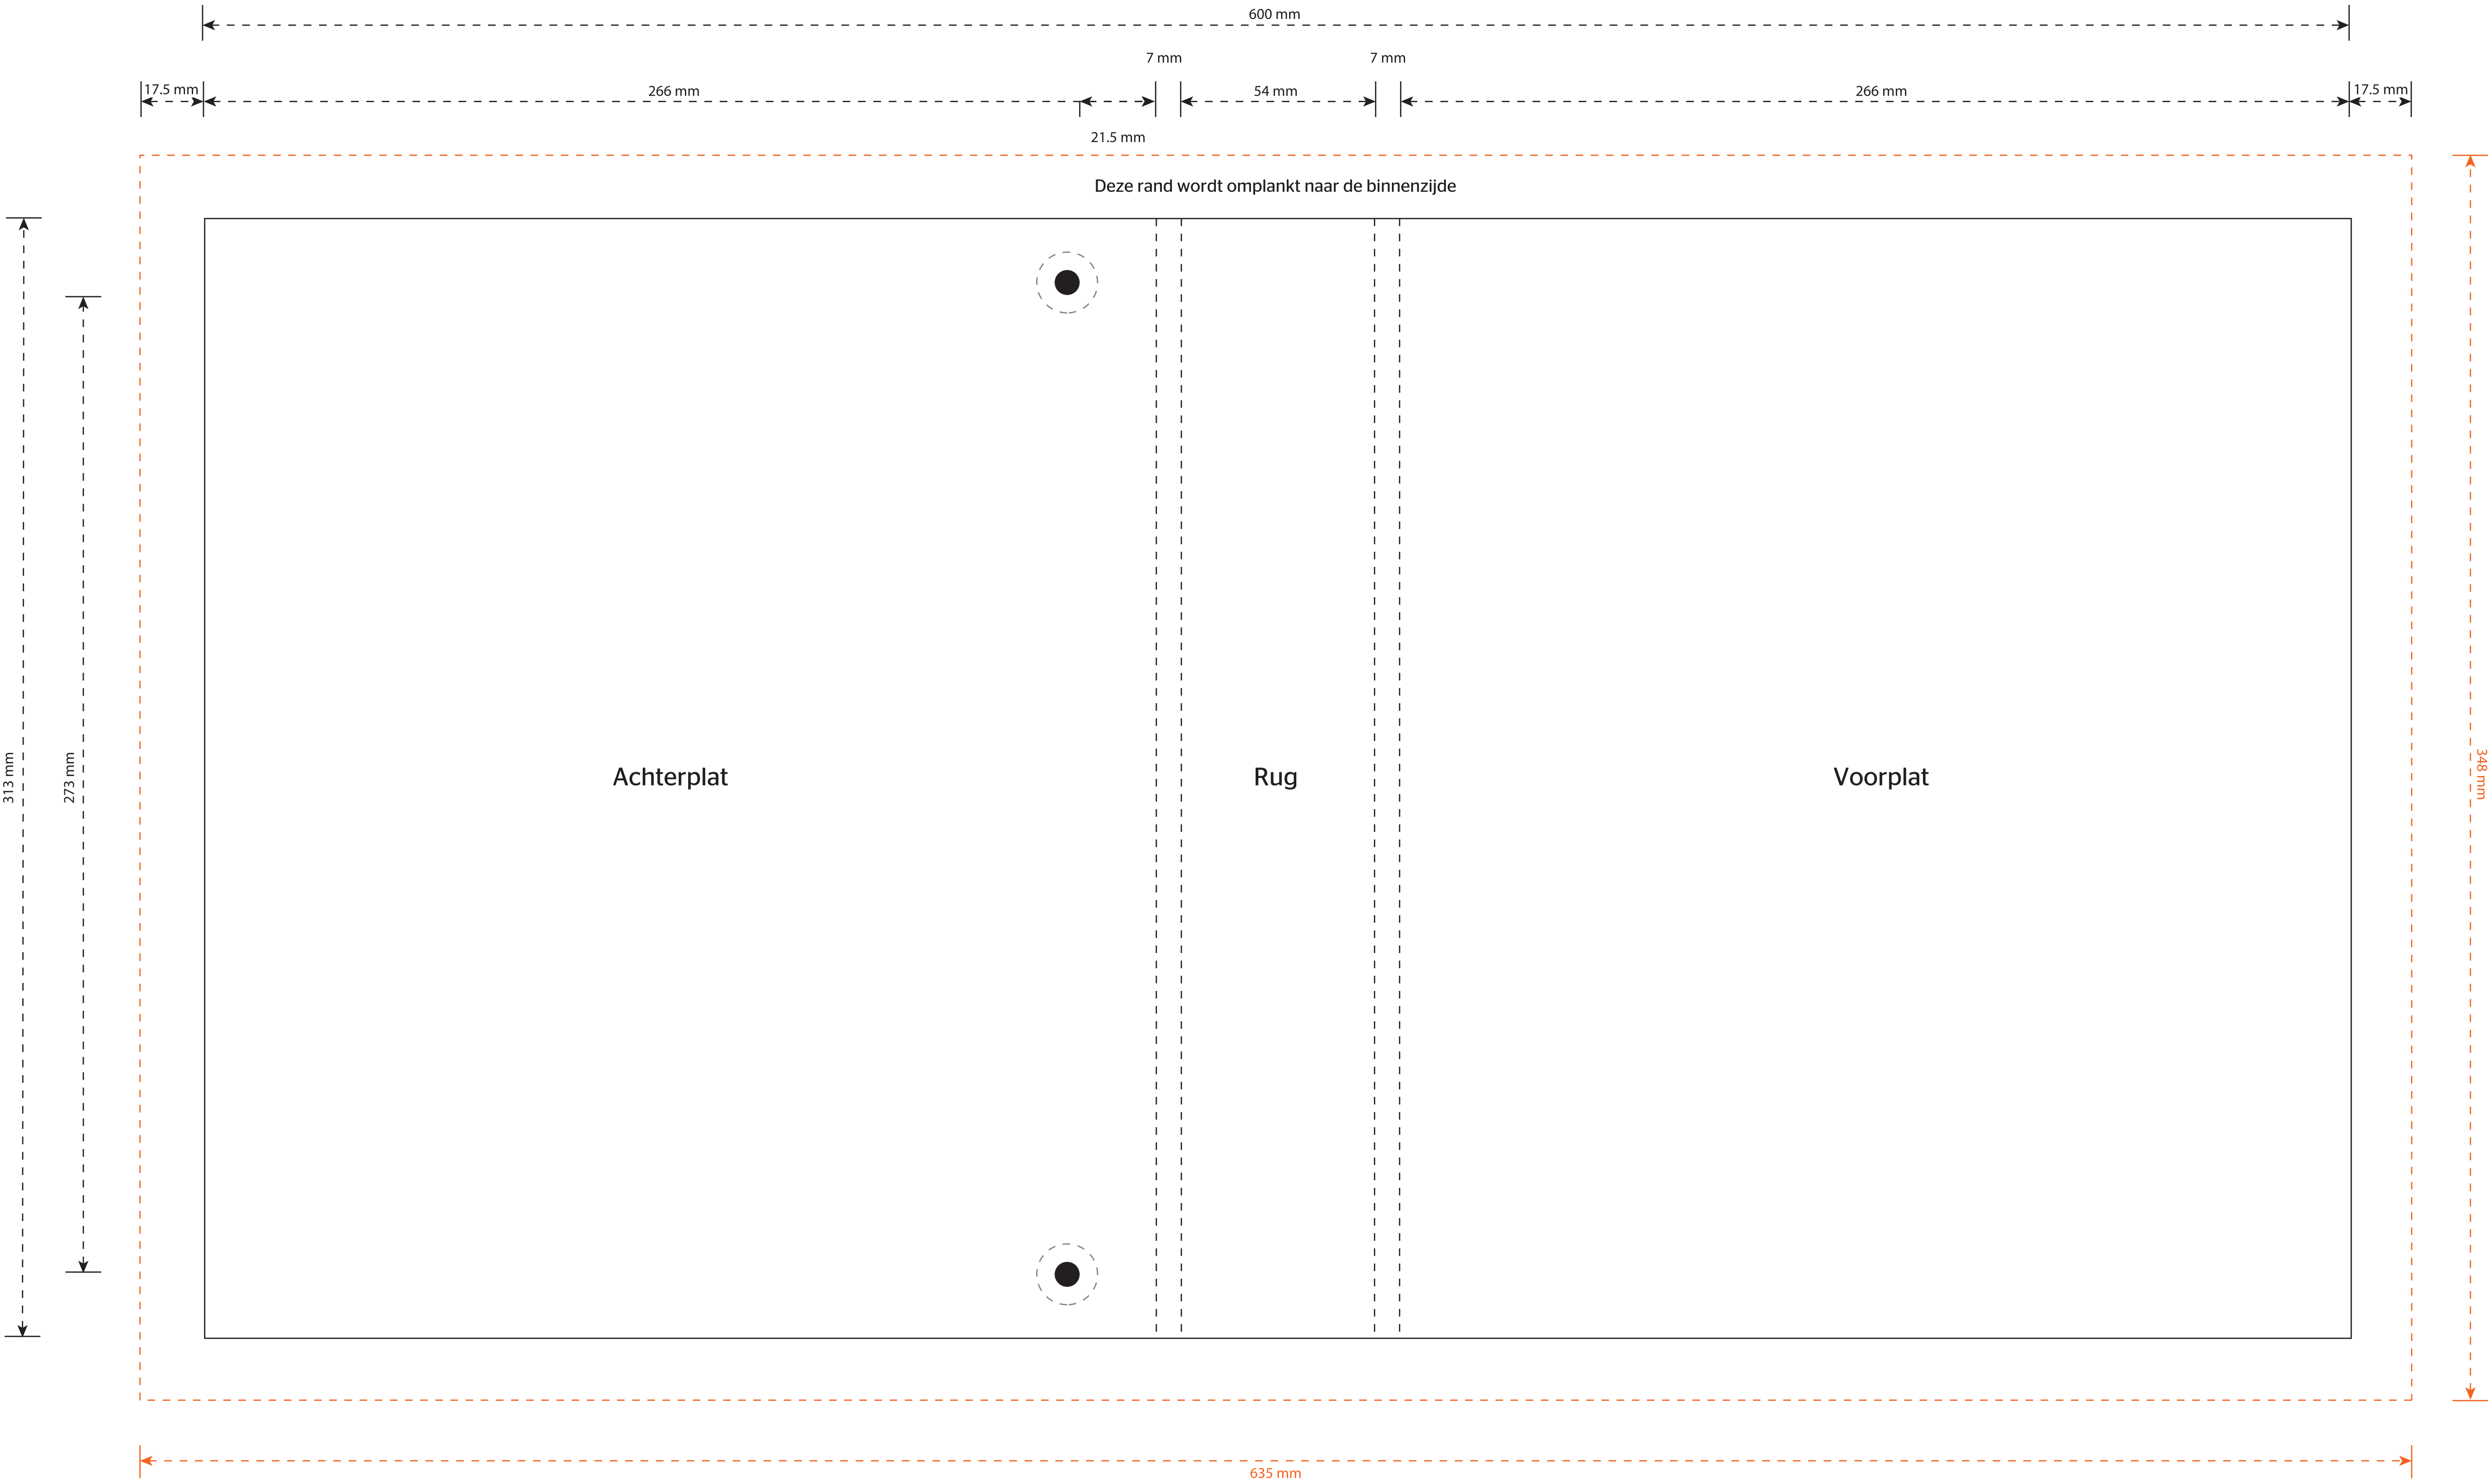 600 mm
7 mm
7 mm
17.5 mm
266 mm
54 mm
266 mm
17.5 mm
21.5 mm
Deze rand wordt omplankt naar de binnenzijde
313 mm
273 mm
Achterplat
Rug
Voorplat
348 mm
635 mm